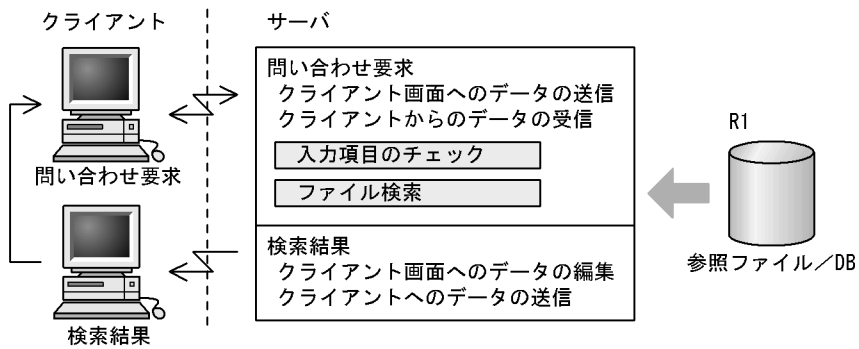 クライアント
サーバ
問い合わせ要求
クライアント画面へのデータの送信
クライアントからのデータの受信
入力項目のチェック
ファイル検索
検索結果
クライアント画面へのデータの編集
クライアントへのデータの送信
問い合わせ要求
検索結果
R1
参照ファイル／DB